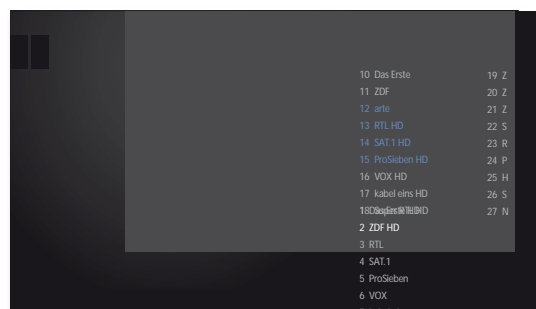 10 Das Erste
11 ZDF
12 arte
13 RTL HD
14 SAT.1 HD
15 ProSieben HD
16 VOX HD
17 kabel eins HD
2 ZDF HD
3 RTL
4 SAT.1
5 ProSieben
6 VOX
19 Z
20 Z
21 Z
22 S
23 R
24 P
25 H
26 S
27 N